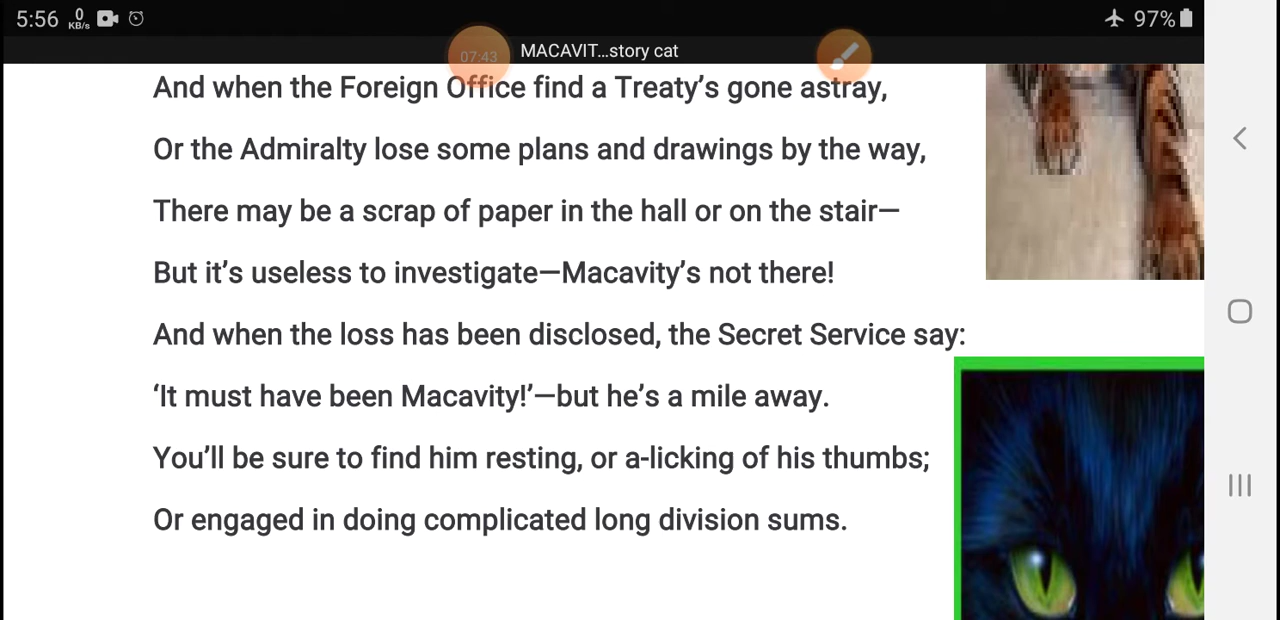 5:56 0 KB/s 97%
07:43 MACAVIT...story cat
And when the Foreign Office find a Treaty’s gone astray,
Or the Admiralty lose some plans and drawings by the way,
There may be a scrap of paper in the hall or on the stair—
But it’s useless to investigate—Macavity’s not there!
And when the loss has been disclosed, the Secret Service say:
‘It must have been Macavity!’—but he’s a mile away.
You’ll be sure to find him resting, or a-licking of his thumbs;
Or engaged in doing complicated long division sums.